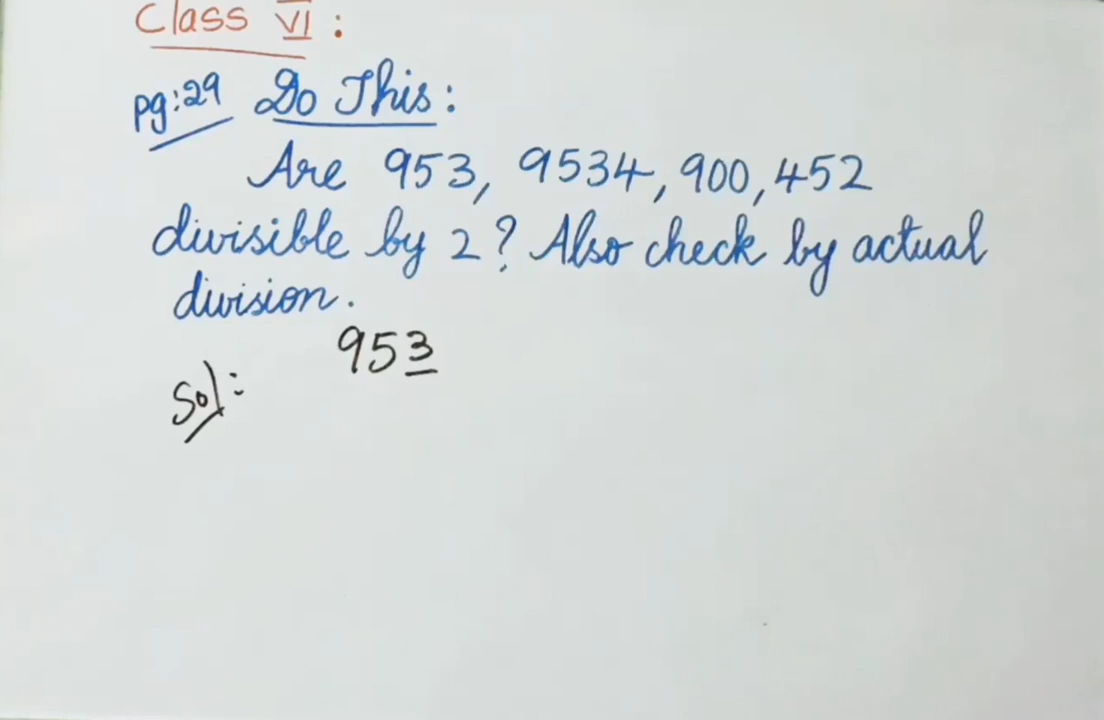 Class VI :
pg:29 Do This :
Are 953, 9534, 900, 452
divisible by 2? Also check by actual
division.
953
Sol: